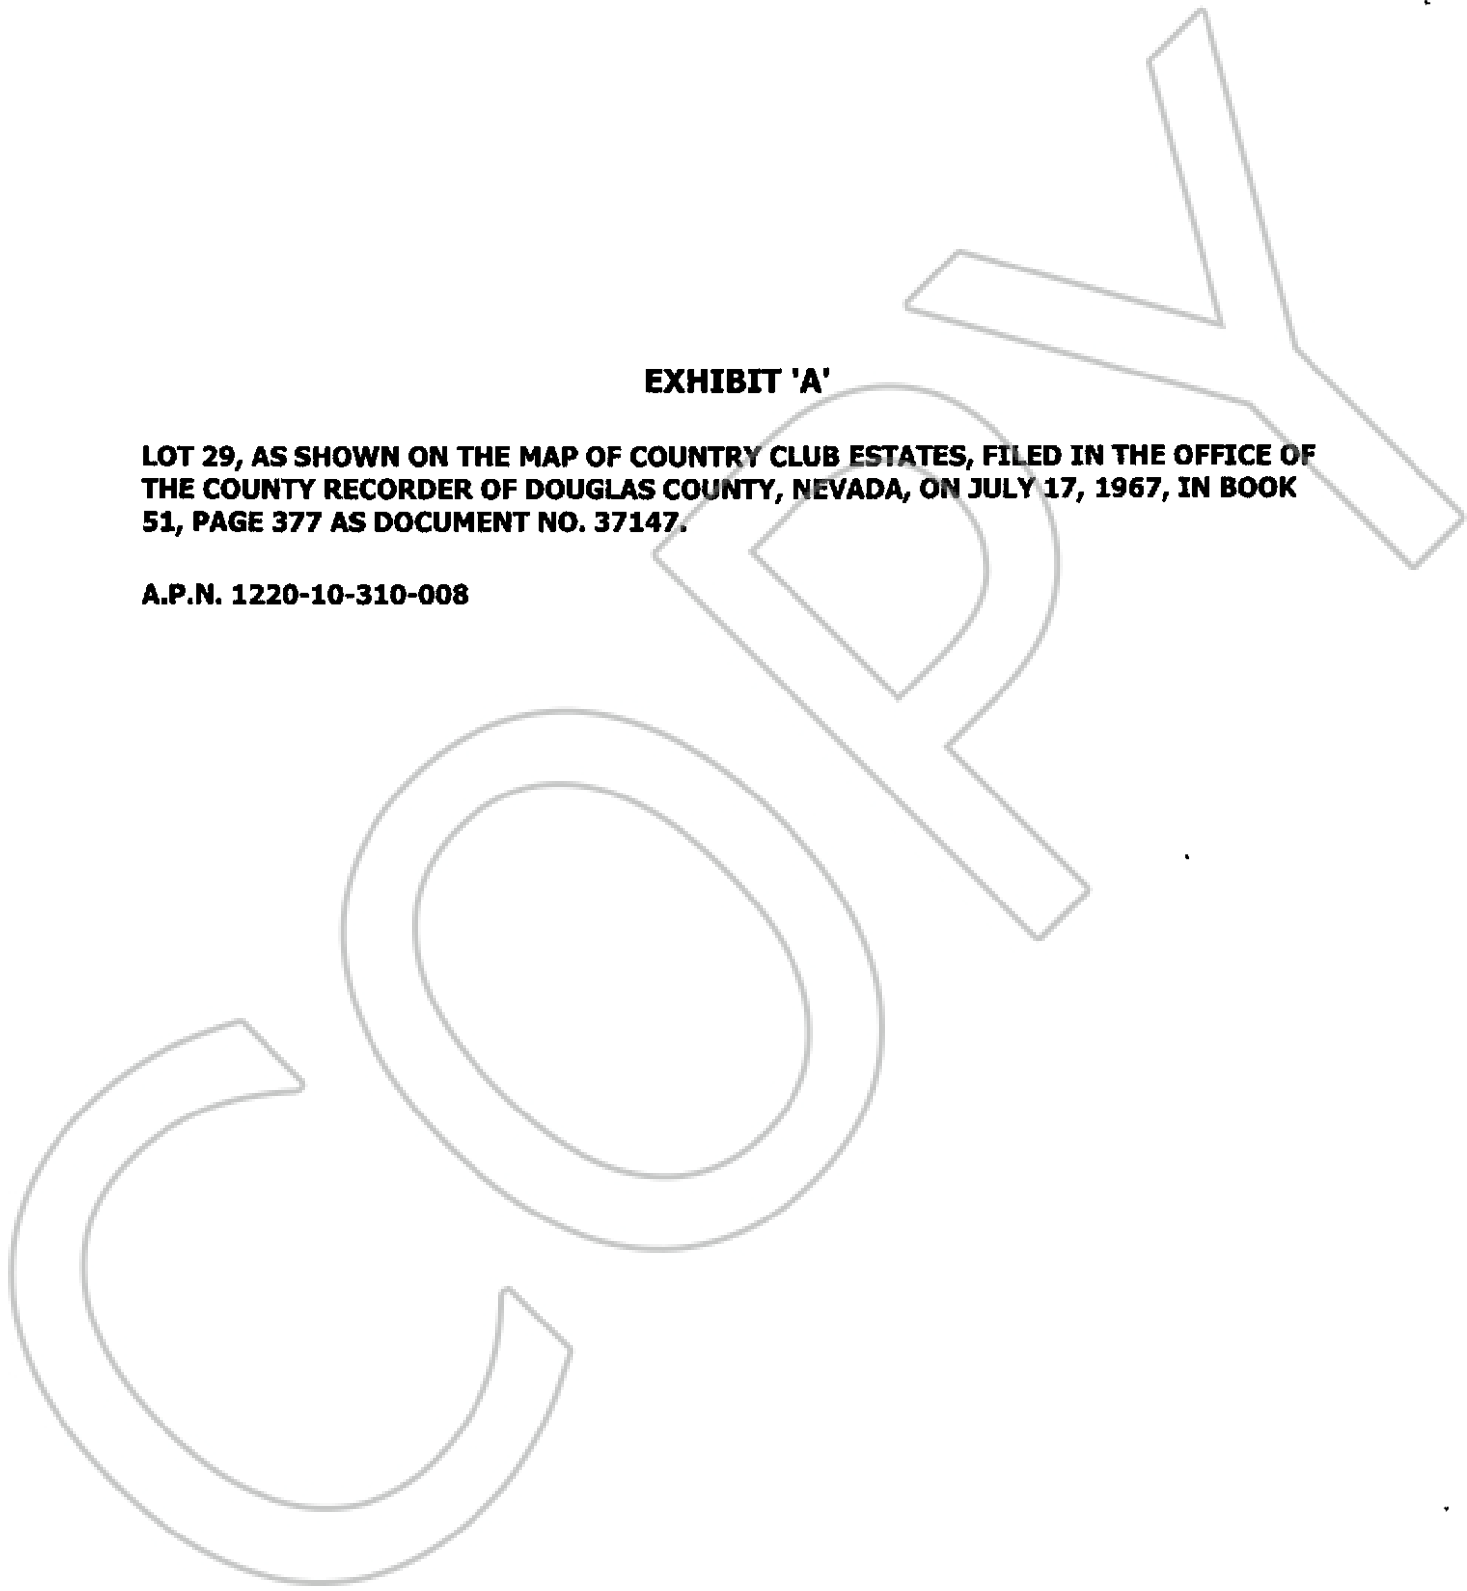 EXHIBIT 'A'
LOT 29, AS SHOWN ON THE MAP OF COUNTRY CLUB ESTATES, FILED IN THE OFFICE OF
THE COUNTY RECORDER OF DOUGLAS COUNTY, NEVADA, ON JULY 17, 1967, IN BOOK
51, PAGE 377 AS DOCUMENT NO. 37147.
A.P.N. 1220-10-310-008
COPY